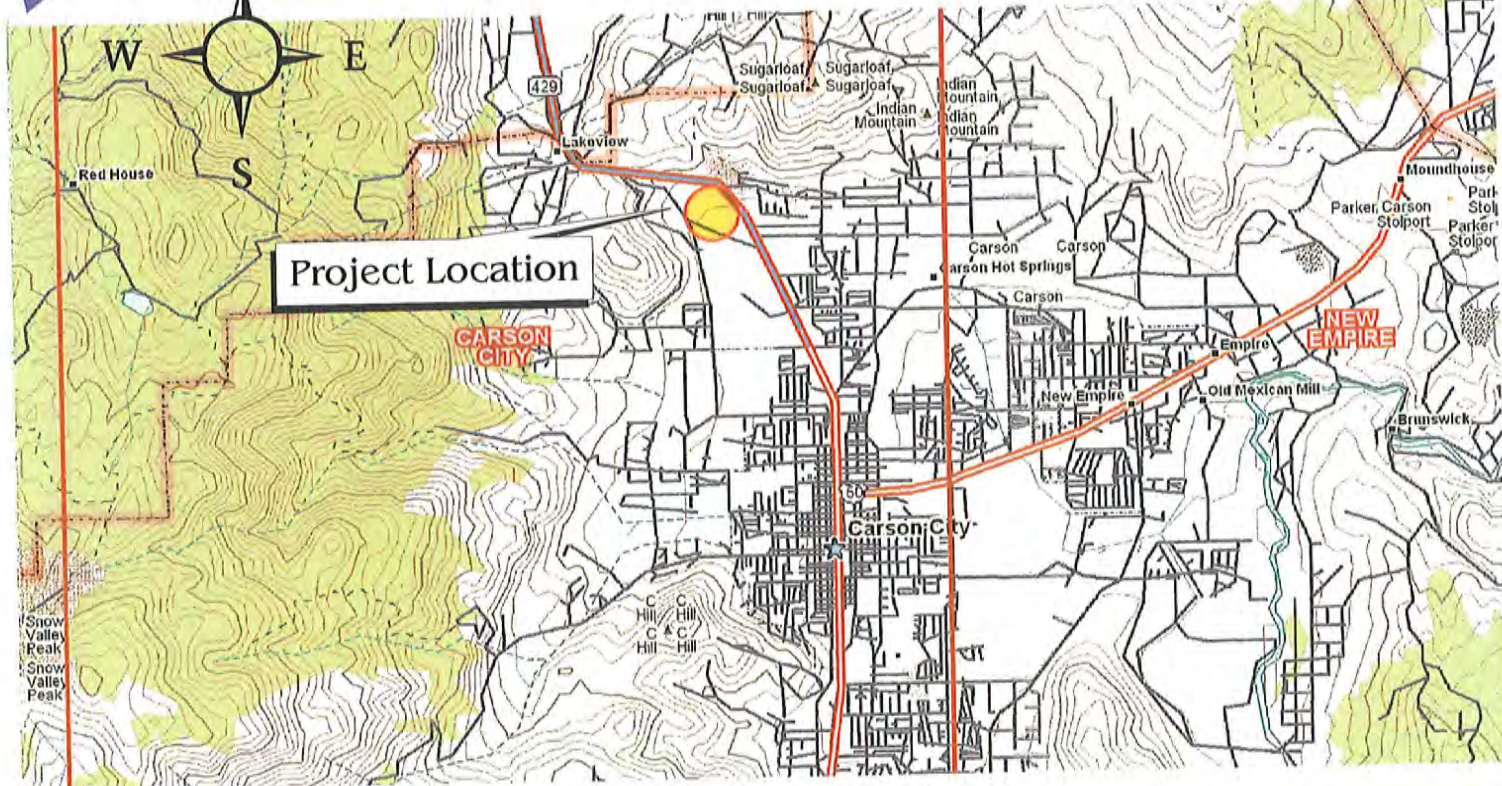 W
E
S
429
Sugarloaf
Sugarloaf
Sugarloaf
Sugarloaf
Indian
Mountain
Indian
Mountain
Indian
Mountain
Lakeview
Red House
Moundhouse
Parker, Carson
Stolport
Parker
Project Location
Carson
Carson
Carson Hot Springs
Carson
CARSON
CITY
NEW
EMPIRE
Empire
New Empire
Old Mexican Mill
Brunswick
50
Carson City
C
Hill
C
Hill
C
Hill
C
Hill
Snow
Valley
Peak
Snow
Valley
Peak